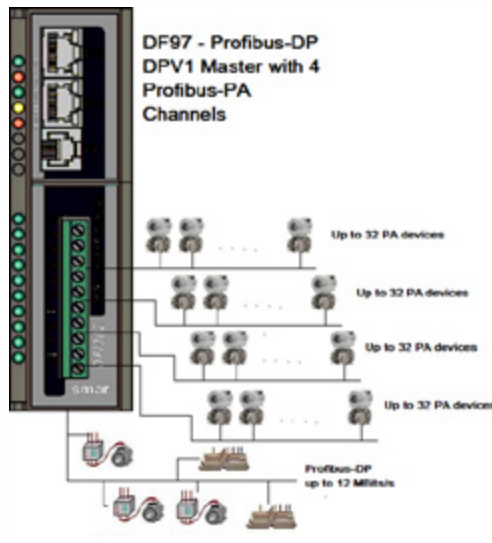 DF97 - Profibus-DP
DPV1 Master with 4
Profibus-PA
Channels
Up to 32 PA devices
Up to 32 PA devices
Up to 32 PA devices
Up to 32 PA devices
smar
Profibus-DP
up to 12 MBits/s